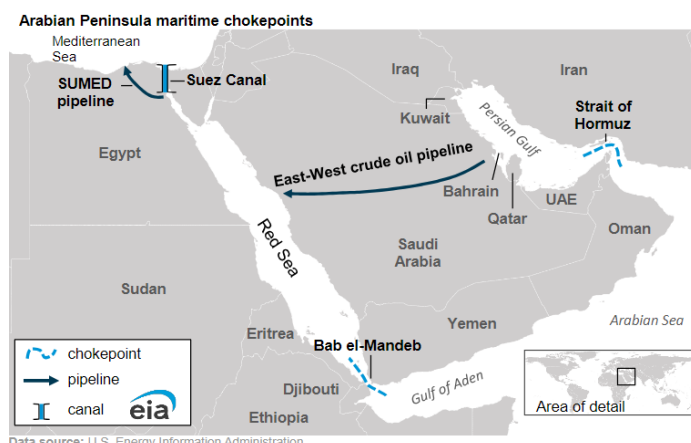 Arabian Peninsula maritime chokepoints
Mediterranean
Sea
SUMED
pipeline
Suez Canal
Iraq
Iran
Kuwait
Persian Gulf
Strait of
Hormuz
Egypt
East-West crude oil pipeline
Bahrain
Qatar
UAE
Oman
Red Sea
Saudi
Arabia
Sudan
Arabian Sea
Eritrea
Yemen
Bab el-Mandeb
Djibouti
Gulf of Aden
Ethiopia
chokepoint
pipeline
canal
eia
Area of detail
Data source: U.S. Energy Information Administration